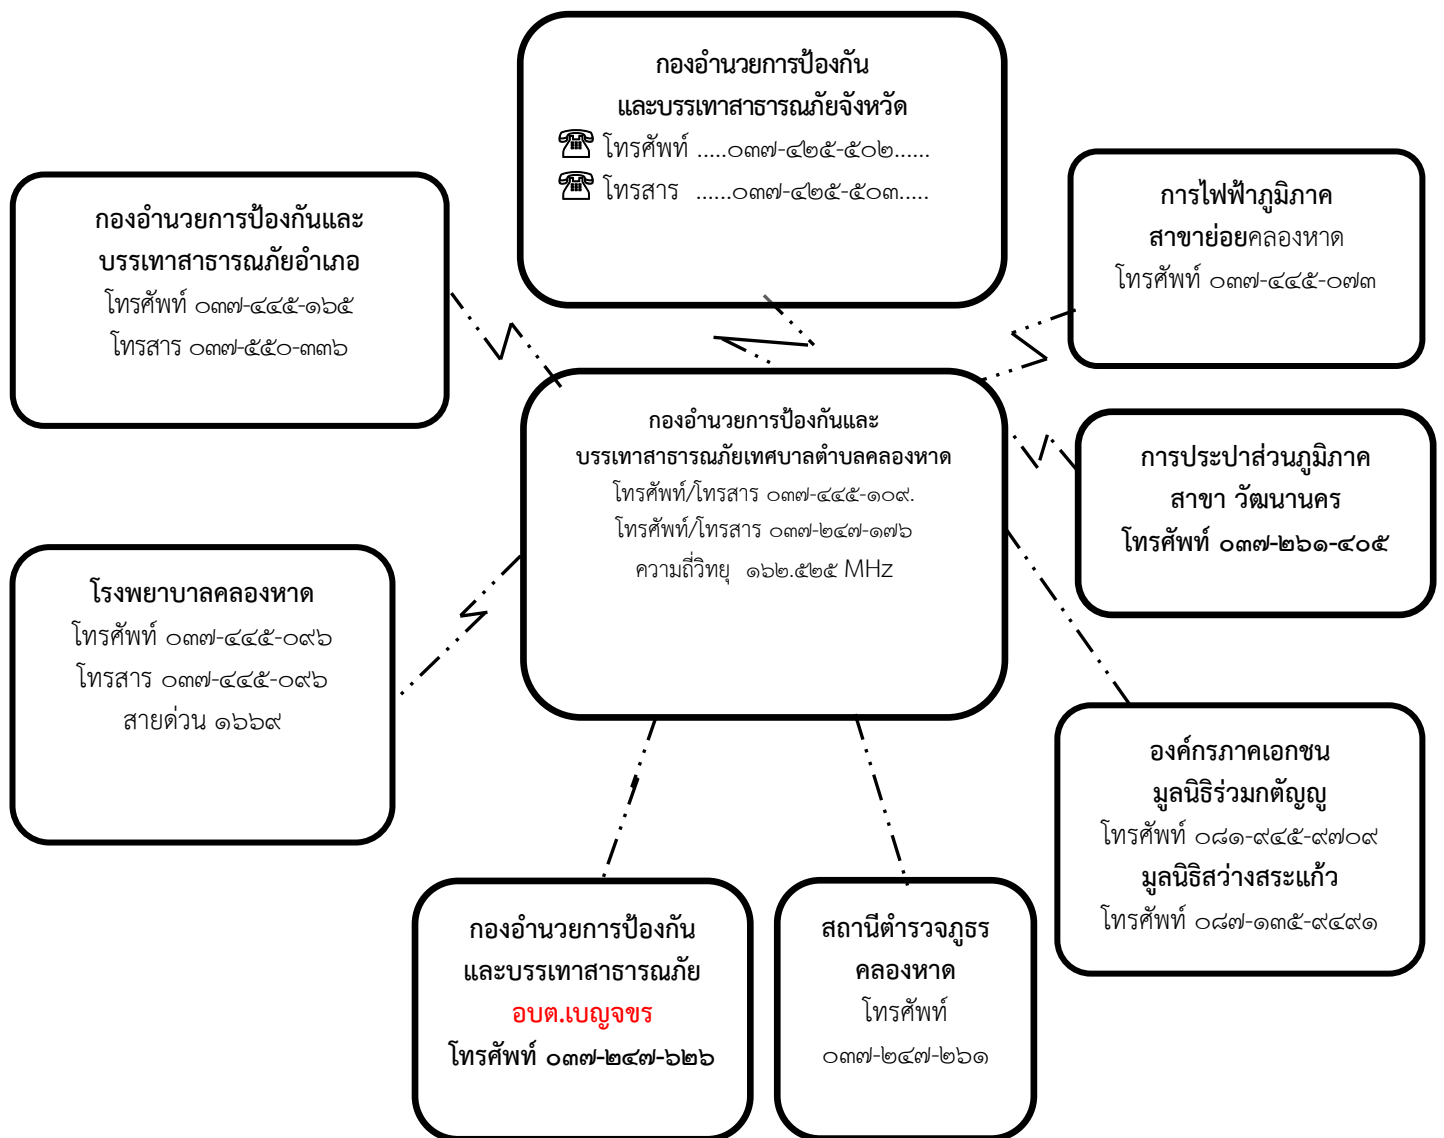 กองอำนวยการป้องกัน
และบรรเทาสาธารณภัยจังหวัด
โทรศัพท์ .....๐๓๗-๔๒๕-๕๐๒......
โทรสาร ......๐๓๗-๔๒๕-๕๐๓.....
กองอำนวยการป้องกันและ
บรรเทาสาธารณภัยอำเภอ
โทรศัพท์ ๐๓๗-๔๔๕-๑๖๕
โทรสาร ๐๓๗-๕๕๐-๓๓๖
การไฟฟ้าภูมิภาค
สาขาย่อยคลองหาด
โทรศัพท์ ๐๓๗-๔๔๕-๐๗๓
กองอำนวยการป้องกันและ
บรรเทาสาธารณภัยเทศบาลตำบลคลองหาด
โทรศัพท์/โทรสาร ๐๓๗-๔๔๕-๑๐๙.
โทรศัพท์/โทรสาร ๐๓๗-๒๔๗-๑๗๖
ความถี่วิทยุ ๑๖๒.๕๒๕ MHz
การประปาส่วนภูมิภาค
สาขา วัฒนานคร
โทรศัพท์ ๐๓๗-๒๖๑-๔๐๕
โรงพยาบาลคลองหาด
โทรศัพท์ ๐๓๗-๔๔๕-๐๙๖
โทรสาร ๐๓๗-๔๔๕-๐๙๖
สายด่วน ๑๖๖๙
องค์กรภาคเอกชน
มูลนิธิร่วมกตัญญู
โทรศัพท์ ๐๘๑-๙๔๕-๙๗๐๙
มูลนิธิสว่างสระแก้ว
โทรศัพท์ ๐๘๗-๑๓๕-๙๔๙๑
กองอำนวยการป้องกัน
และบรรเทาสาธารณภัย
อบต.เบญจขร
โทรศัพท์ ๐๓๗-๒๔๗-๖๒๖
สถานีตำรวจภูธร
คลองหาด
โทรศัพท์
๐๓๗-๒๔๗-๒๖๑